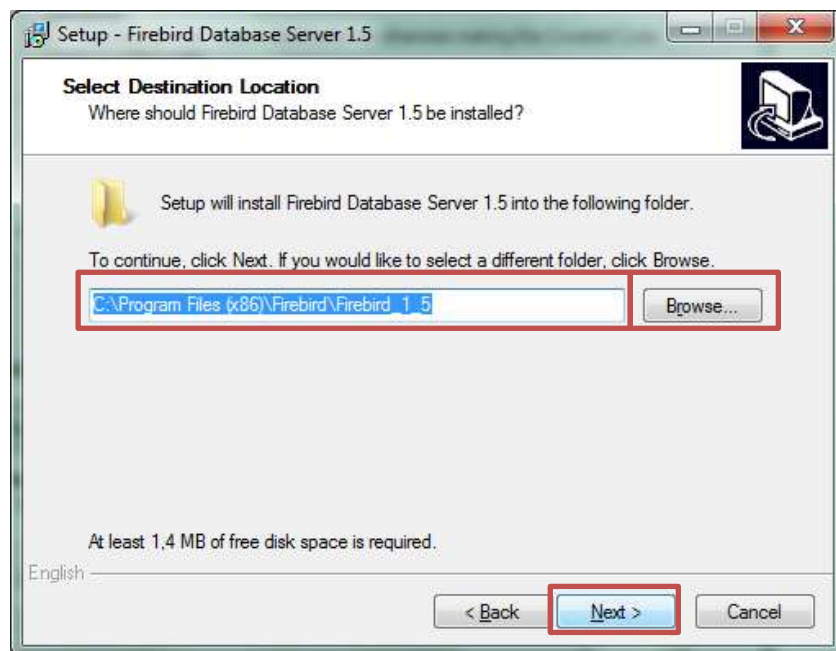 Setup - Firebird Database Server 1.5
Select Destination Location
Where should Firebird Database Server 1.5 be installed?
Setup will install Firebird Database Server 1.5 into the following folder.
To continue, click Next. If you would like to select a different folder, click Browse.
C:\Program Files (x86)\Firebird\Firebird_1_5
Browse...
At least 1,4 MB of free disk space is required.
English
< Back Next > Cancel